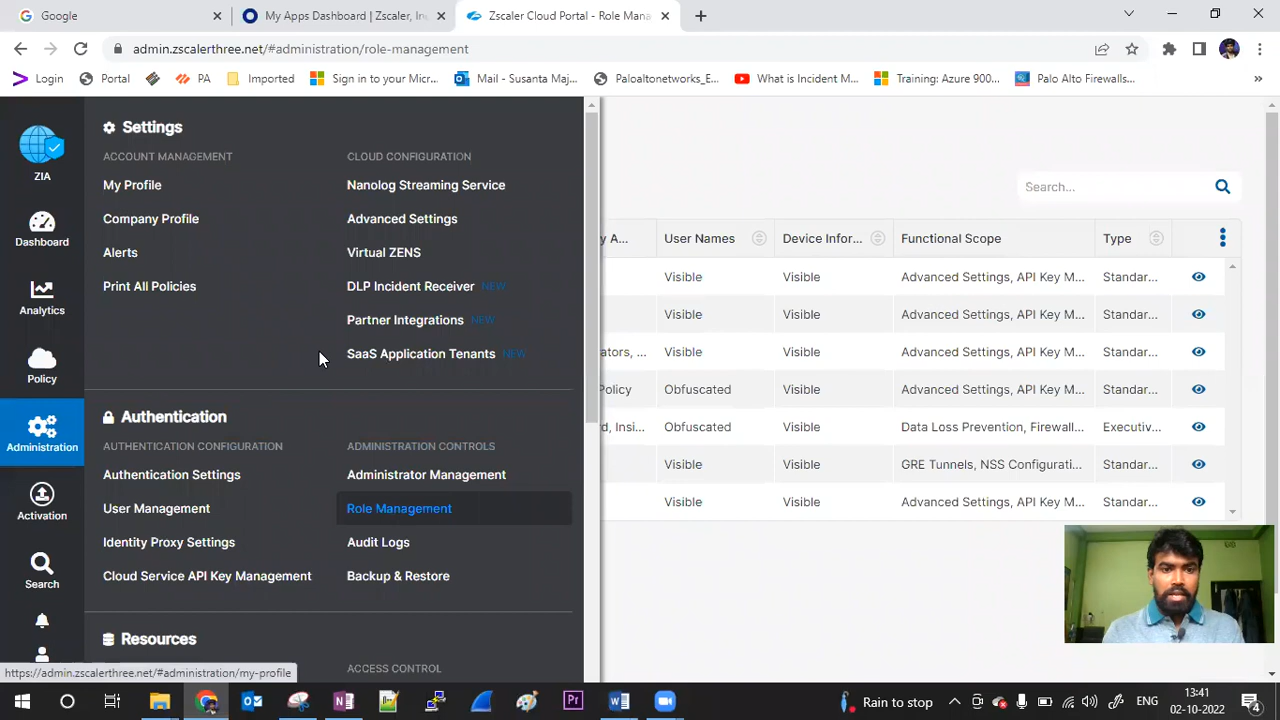 Google
My Apps Dashboard | Zscaler, In
Zscaler Cloud Portal - Role Mana
admin.zscalerthree.net/#administration/role-management
Login
Portal
PA
Imported
Sign in to your Micr...
Mail - Susanta Maj...
Paloaltonetworks_E...
What is Incident M...
Training: Azure 900...
Palo Alto Firewalls...
»
ZIA
Dashboard
Analytics
Policy
Administration
Activation
Search
Settings
ACCOUNT MANAGEMENT
My Profile
Company Profile
Alerts
Print All Policies
CLOUD CONFIGURATION
Nanolog Streaming Service
Advanced Settings
Virtual ZENS
DLP Incident Receiver NEW
Partner Integrations NEW
SaaS Application Tenants NEW
Authentication
AUTHENTICATION CONFIGURATION
Authentication Settings
User Management
Identity Proxy Settings
Cloud Service API Key Management
ADMINISTRATION CONTROLS
Administrator Management
Role Management
Audit Logs
Backup & Restore
Resources
ACCESS CONTROL
Search...
y A... User Names Device Infor... Functional Scope Type
Visible Visible Advanced Settings, API Key M... Standar...
Visible Visible Advanced Settings, API Key M... Standar...
ators, ... Visible Visible Advanced Settings, API Key M... Standar...
Policy Obfuscated Visible Advanced Settings, API Key M... Standar...
d, Insi... Obfuscated Visible Data Loss Prevention, Firewall... Executiv...
Visible Visible GRE Tunnels, NSS Configurati... Standar...
Visible Visible Advanced Settings, API Key M... Standar...
https://admin.zscalerthree.net/#administration/my-profile
Rain to stop
ENG
13:41
02-10-2022
4